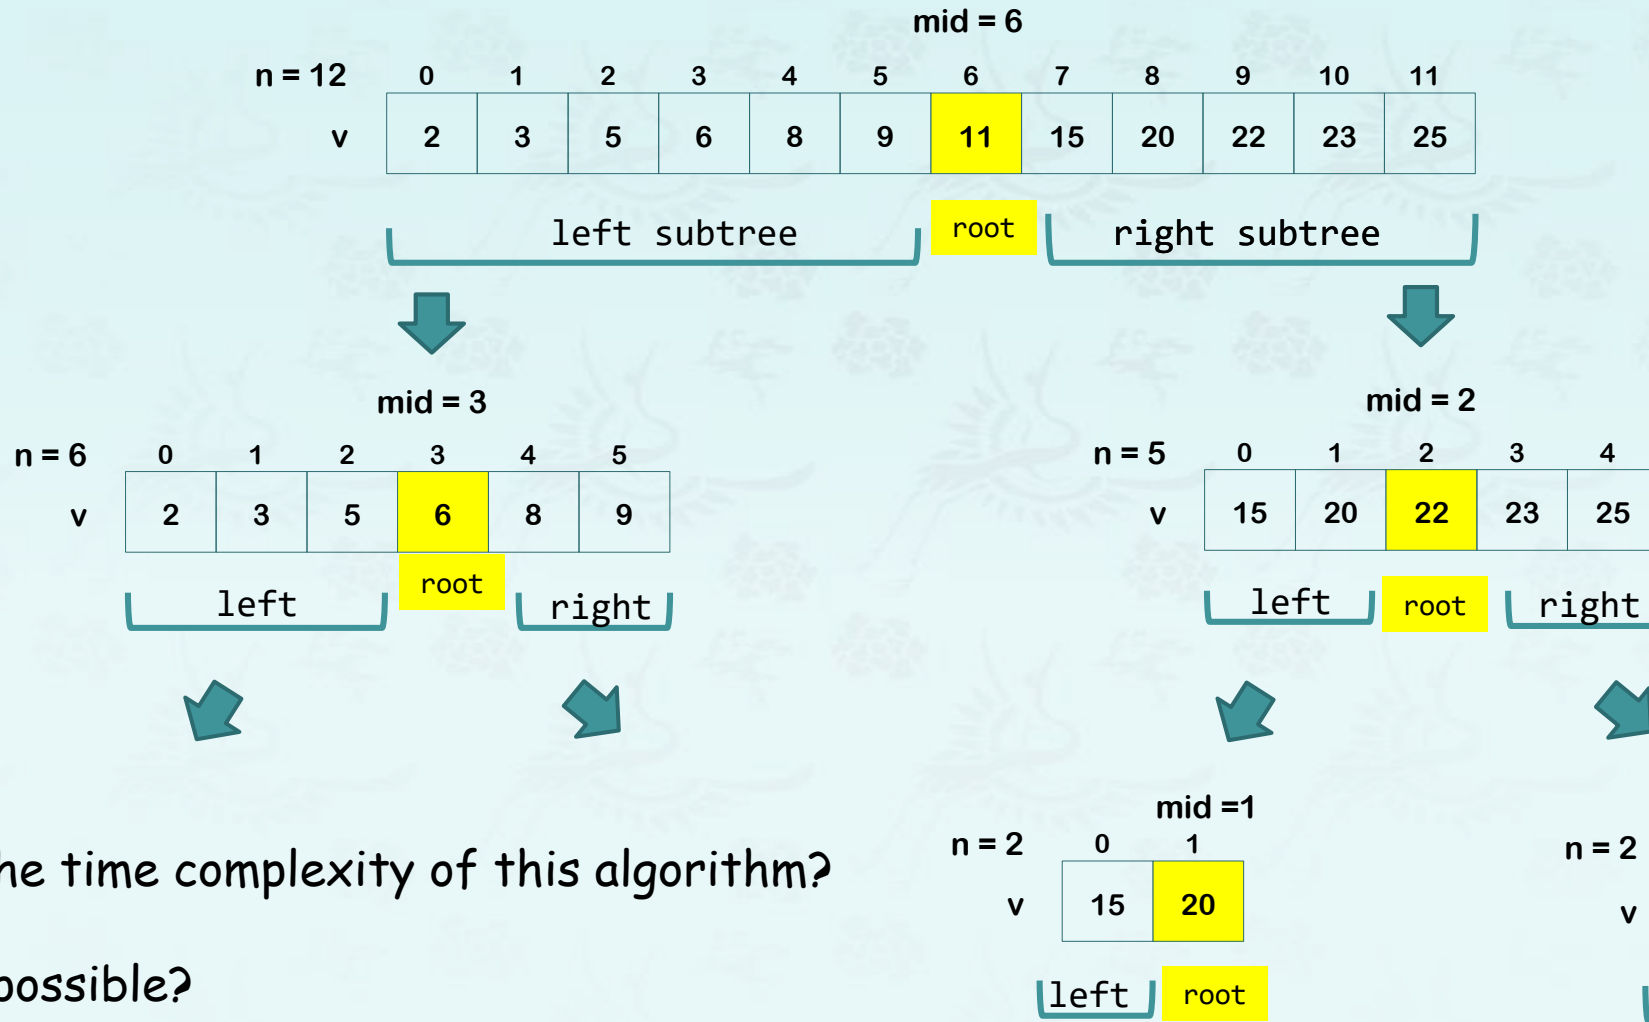 mid = 6
n = 12 0 1 2 3 4 5 6 7 8 9 10 11
v 2 3 5 6 8 9 11 15 20 22 23 25
left subtree root right subtree
mid = 3 mid = 2
n = 6 0 1 2 3 4 5 n = 5 0 1 2 3 4
v 2 3 5 6 8 9 v 15 20 22 23 25
left root right left root right
mid =1
n = 2 0 1 n = 2
time complexity of this algorithm? v 15 20 v
possible? left root